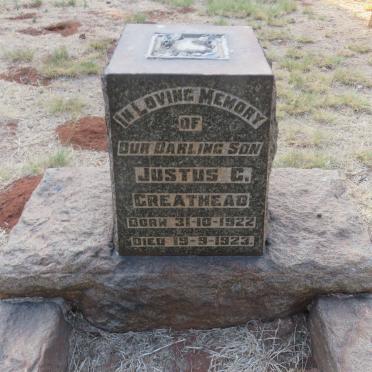 IN LOVING MEMORY
OF
OUR DARLING SON
JUSTUS C.
GREATHEAD
BORN 31-10-1922
DIED 19-9-1923.